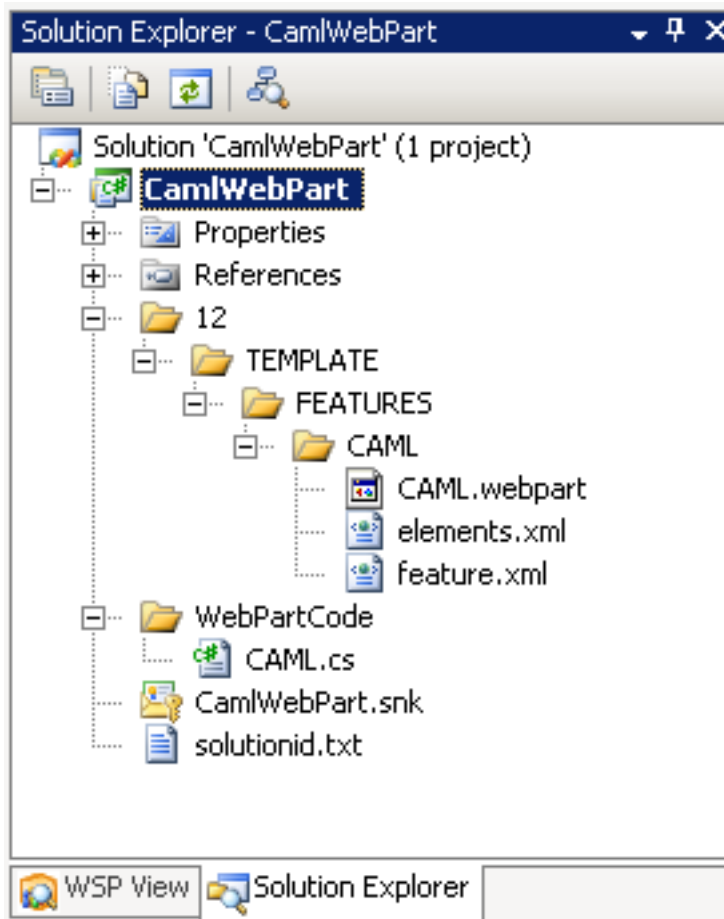 Solution Explorer - CamlWebPart
Solution 'CamlWebPart' (1 project)
CamlWebPart
Properties
References
12
TEMPLATE
FEATURES
CAML
CAML.webpart
elements.xml
feature.xml
WebPartCode
CAML.cs
CamlWebPart.snk
solutionid.txt
WSP View Solution Explorer